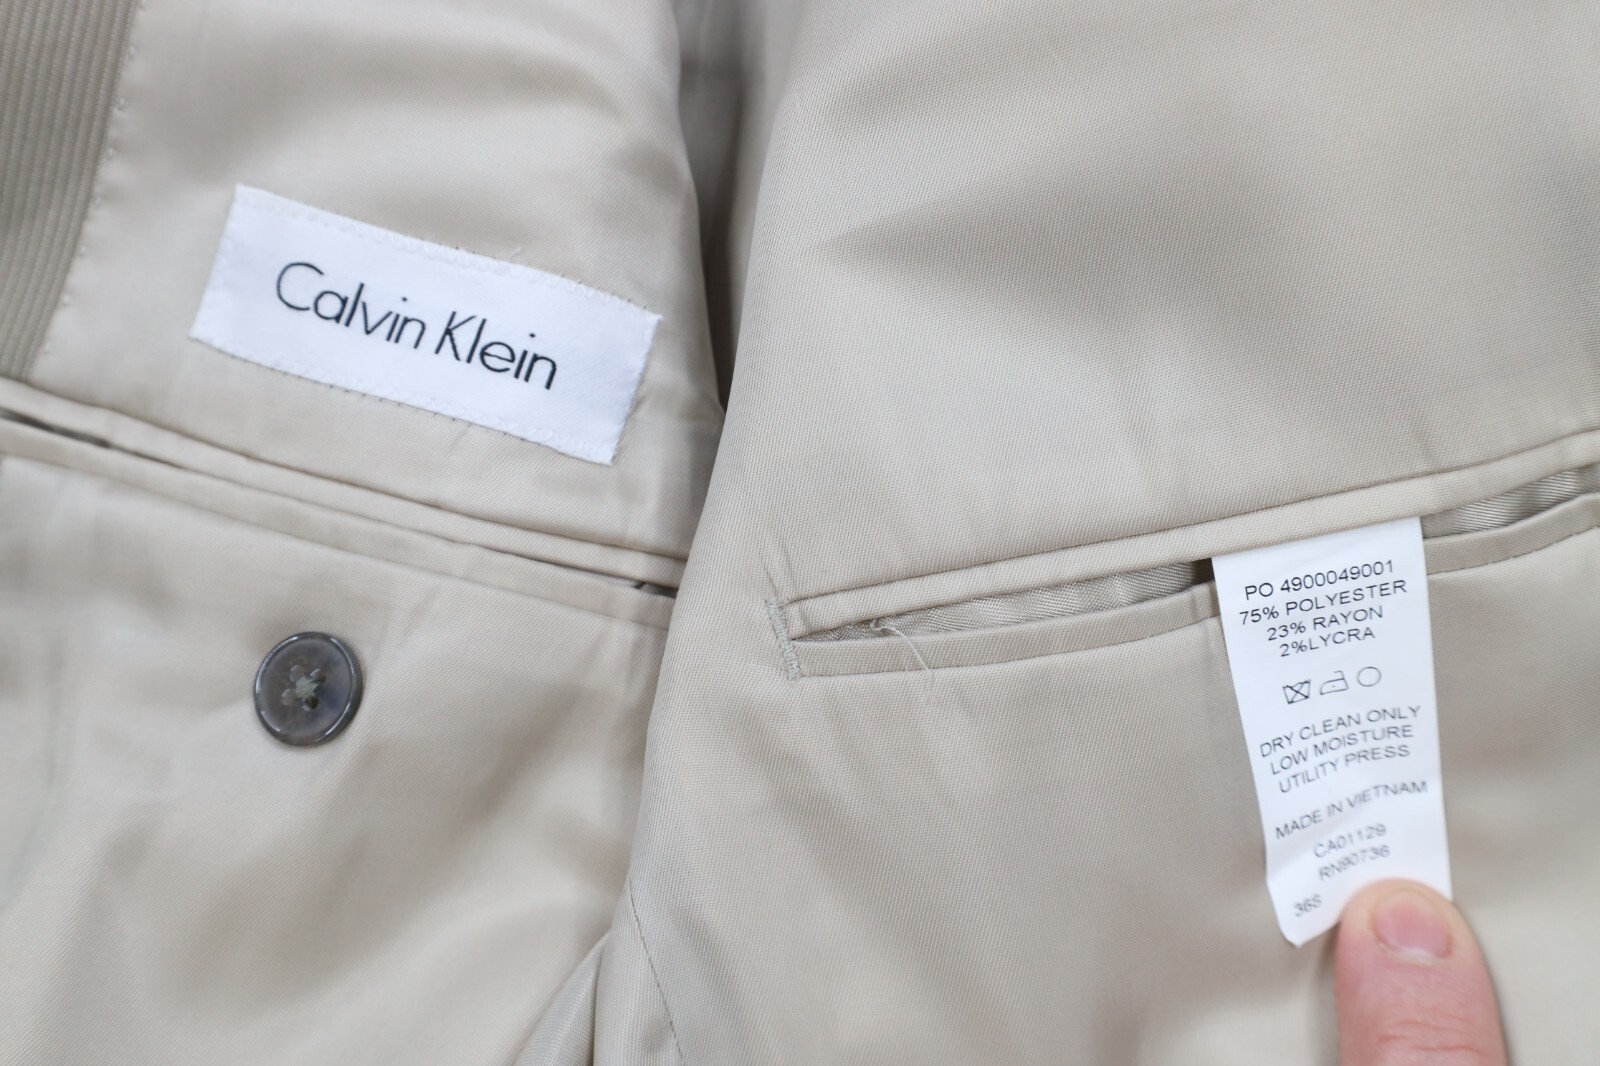 Calvin Klein
PO 4900049001
75% POLYESTER
23% RAYON
2%LYCRA
DRY CLEAN ONLY
LOW MOISTURE
UTILITY PRESS
MADE IN VIETNAM
CA01129
RN90736
36S